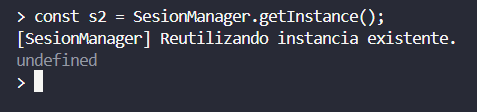 > const s2 = SesionManager.getInstance();
[SesionManager] Reutilizando instancia existente.
undefined
>